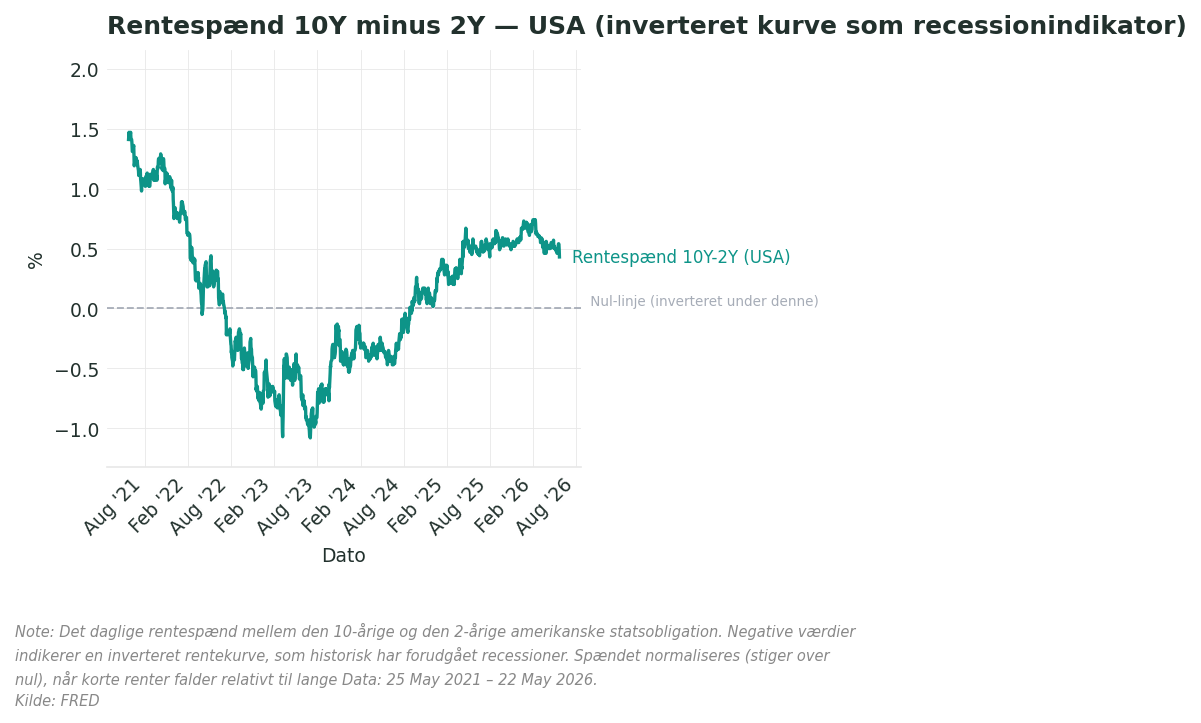 Rentespænd 10Y minus 2Y — USA (inverteret kurve som recessionindikator)
2.0
1.5
1.0
0.5
0.0
−0.5
−1.0
%
Rentespænd 10Y-2Y (USA)
Nul-linje (inverteret under denne)
Aug '21
Feb '22
Aug '22
Feb '23
Aug '23
Feb '24
Aug '24
Feb '25
Aug '25
Feb '26
Aug '26
Dato
Note: Det daglige rentespænd mellem den 10-årige og den 2-årige amerikanske statsobligation. Negative værdier
indikerer en inverteret rentekurve, som historisk har forudgået recessioner. Spændet normaliseres (stiger over
nul), når korte renter falder relativt til lange Data: 25 May 2021 – 22 May 2026.
Kilde: FRED